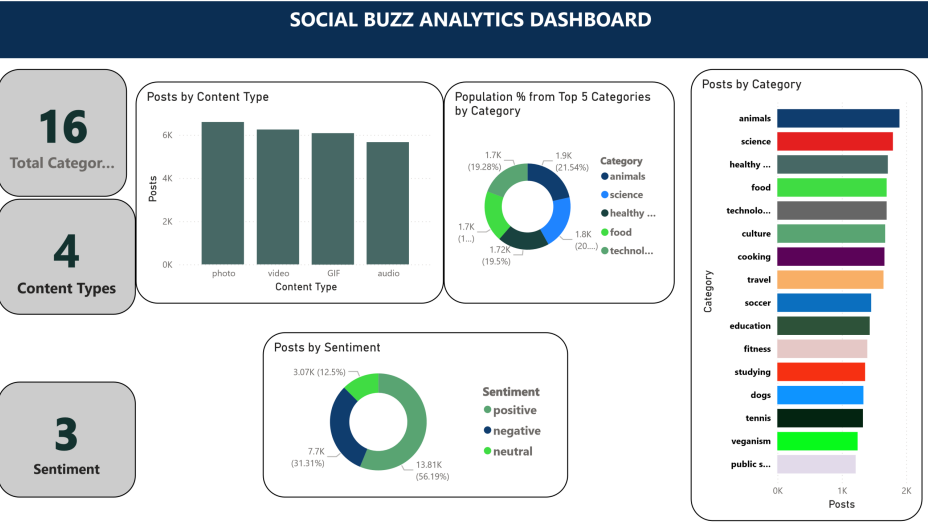 SOCIAL BUZZ ANALYTICS DASHBOARD
16
Total Categor...
4
Content Types
3
Sentiment
Posts by Content Type
Posts
6K
4K
2K
0K
photo video GIF audio
Content Type
Population % from Top 5 Categories
by Category
1.7K
(19.28%)
1.9K
(21.54%)
1.7K
(1...)
1.8K
(20....)
1.72K
(19.5%)
Category
animals
science
healthy ...
food
technol...
Posts by Sentiment
3.07K (12.5%)
7.7K
(31.31%)
13.81K
(56.19%)
Sentiment
positive
negative
neutral
Posts by Category
Category
animals
science
healthy ...
food
technolo...
culture
cooking
travel
soccer
education
fitness
studying
dogs
tennis
veganism
public s...
0K 1K 2K
Posts